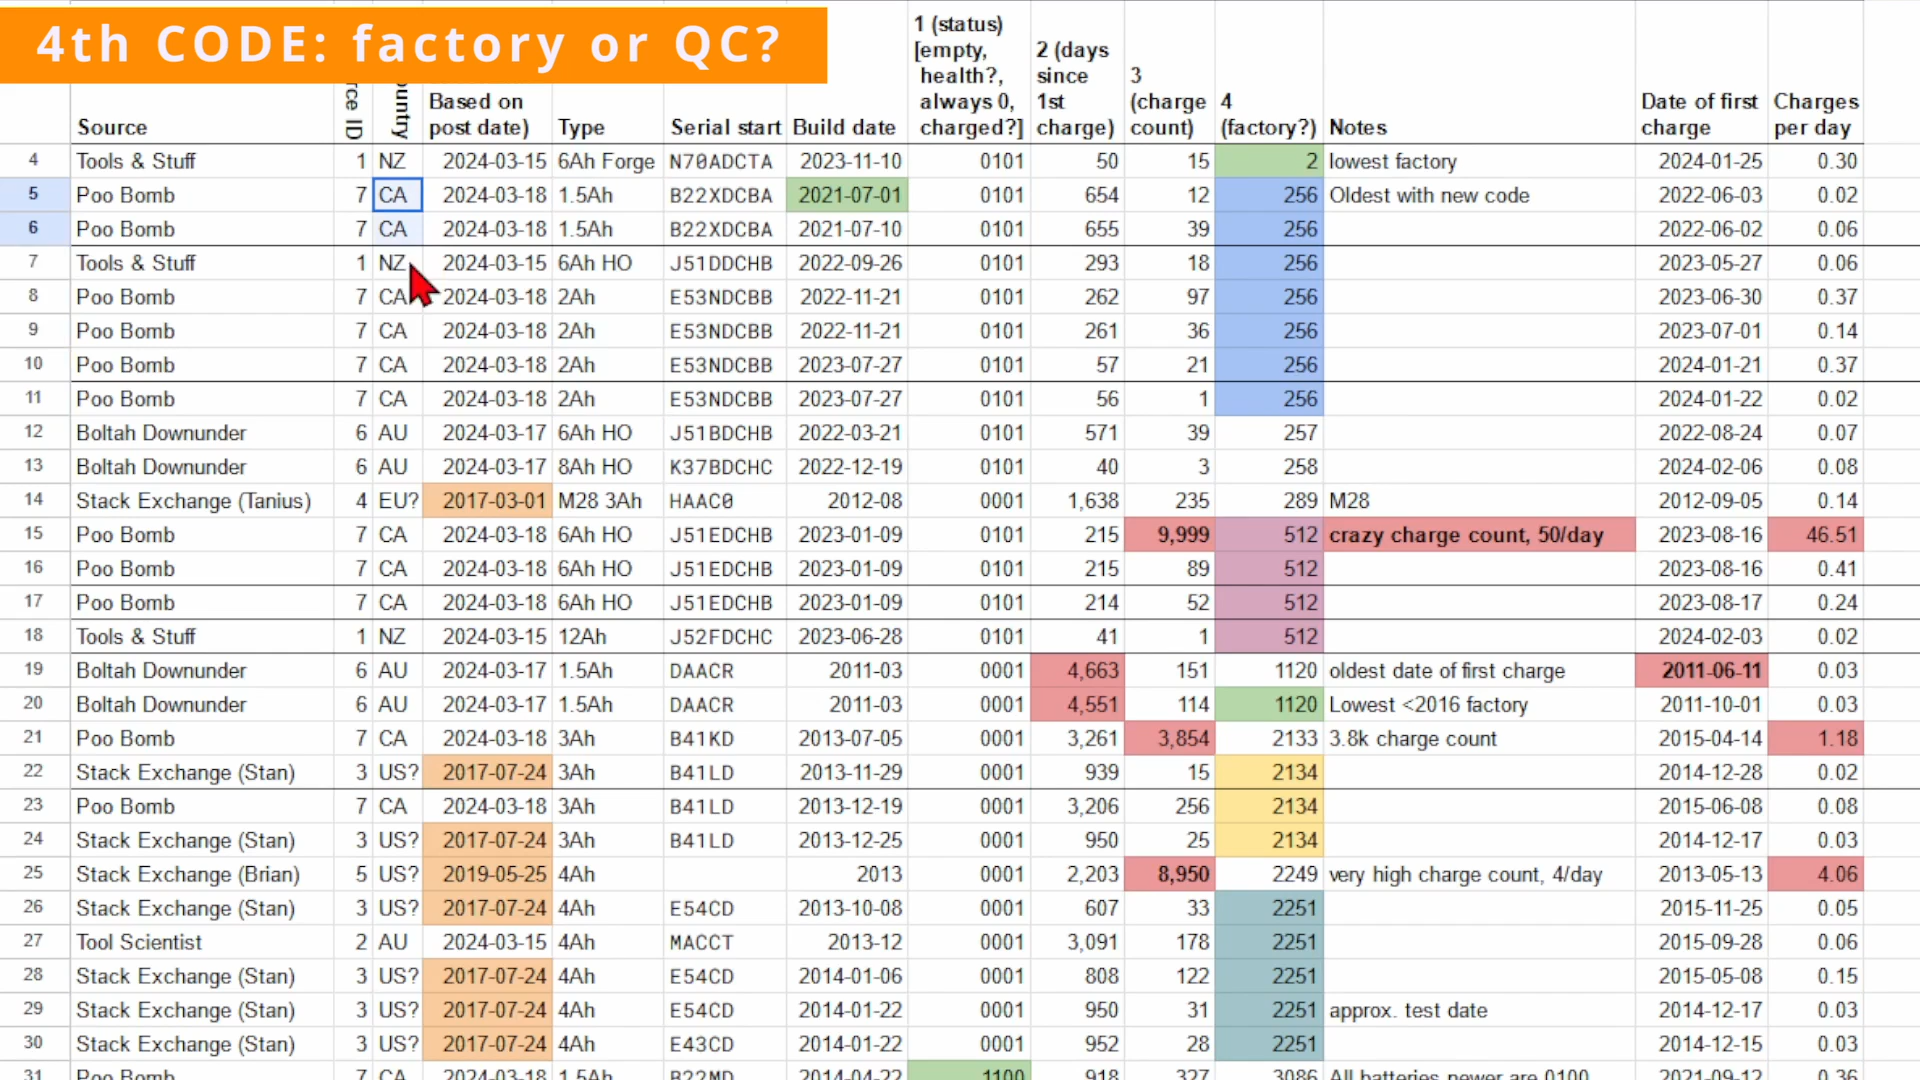 4th CODE: factory or QC?
Source
rce ID
ountry
Based on
post date)
Type
Serial start
Build date
1 (status)
[empty,
health?,
always 0,
charged?]
2 (days
since
1st
charge)
3
(charge
count)
4
(factory?)
Notes
Date of first
charge
Charges
per day
4 Tools & Stuff 1 NZ 2024-03-15 6Ah Forge N70ADCTA 2023-11-10 0101 50 15 2 lowest factory 2024-01-25 0.30
5 Poo Bomb 7 CA 2024-03-18 1.5Ah B22XDCBA 2021-07-01 0101 654 12 256 Oldest with new code 2022-06-03 0.02
6 Poo Bomb 7 CA 2024-03-18 1.5Ah B22XDCBA 2021-07-10 0101 655 39 256 2022-06-02 0.06
7 Tools & Stuff 1 NZ 2024-03-15 6Ah HO J51DDCHB 2022-09-26 0101 293 18 256 2023-05-27 0.06
8 Poo Bomb 7 CA 2024-03-18 2Ah E53NDCBB 2022-11-21 0101 262 97 256 2023-06-30 0.37
9 Poo Bomb 7 CA 2024-03-18 2Ah E53NDCBB 2022-11-21 0101 261 36 256 2023-07-01 0.14
10 Poo Bomb 7 CA 2024-03-18 2Ah E53NDCBB 2023-07-27 0101 57 21 256 2024-01-21 0.37
11 Poo Bomb 7 CA 2024-03-18 2Ah E53NDCBB 2023-07-27 0101 56 1 256 2024-01-22 0.02
12 Boltah Downunder 6 AU 2024-03-17 6Ah HO J51BDCHB 2022-03-21 0101 571 39 257 2022-08-24 0.07
13 Boltah Downunder 6 AU 2024-03-17 8Ah HO K37BDCHC 2022-12-19 0101 40 3 258 2024-02-06 0.08
14 Stack Exchange (Tanius) 4 EU? 2017-03-01 M28 3Ah HAAC0 2012-08 0001 1,638 235 289 M28 2012-09-05 0.14
15 Poo Bomb 7 CA 2024-03-18 6Ah HO J51EDCHB 2023-01-09 0101 215 9,999 512 crazy charge count, 50/day 2023-08-16 46.51
16 Poo Bomb 7 CA 2024-03-18 6Ah HO J51EDCHB 2023-01-09 0101 215 89 512 2023-08-16 0.41
17 Poo Bomb 7 CA 2024-03-18 6Ah HO J51EDCHB 2023-01-09 0101 214 52 512 2023-08-17 0.24
18 Tools & Stuff 1 NZ 2024-03-15 12Ah J52FDCHC 2023-06-28 0101 41 1 512 2024-02-03 0.02
19 Boltah Downunder 6 AU 2024-03-17 1.5Ah DAACR 2011-03 0001 4,663 151 1120 oldest date of first charge 2011-06-11 0.03
20 Boltah Downunder 6 AU 2024-03-17 1.5Ah DAACR 2011-03 0001 4,551 114 1120 Lowest <2016 factory 2011-10-01 0.03
21 Poo Bomb 7 CA 2024-03-18 3Ah B41KD 2013-07-05 0001 3,261 3,854 2133 3.8k charge count 2015-04-14 1.18
22 Stack Exchange (Stan) 3 US? 2017-07-24 3Ah B41LD 2013-11-29 0001 939 15 2134 2014-12-28 0.02
23 Poo Bomb 7 CA 2024-03-18 3Ah B41LD 2013-12-19 0001 3,206 256 2134 2015-06-08 0.08
24 Stack Exchange (Stan) 3 US? 2017-07-24 3Ah B41LD 2013-12-25 0001 950 25 2134 2014-12-17 0.03
25 Stack Exchange (Brian) 5 US? 2019-05-25 4Ah 2013 0001 2,203 8,950 2249 very high charge count, 4/day 2013-05-13 4.06
26 Stack Exchange (Stan) 3 US? 2017-07-24 4Ah E54CD 2013-10-08 0001 607 33 2251 2015-11-25 0.05
27 Tool Scientist 2 AU 2024-03-15 4Ah MACCT 2013-12 0001 3,091 178 2251 2015-09-28 0.06
28 Stack Exchange (Stan) 3 US? 2017-07-24 4Ah E54CD 2014-01-06 0001 808 122 2251 2015-05-08 0.15
29 Stack Exchange (Stan) 3 US? 2017-07-24 4Ah E54CD 2014-01-22 0001 950 31 2251 approx. test date 2014-12-17 0.03
30 Stack Exchange (Stan) 3 US? 2017-07-24 4Ah E43CD 2014-01-22 0001 952 28 2251 2014-12-15 0.03
31 Poo Bomb 7 CA 2024-03-18 1.5Ah B22MD 2014-04-22 1100 918 327 3086 All batteries newer are 0100 2021-09-12 0.36